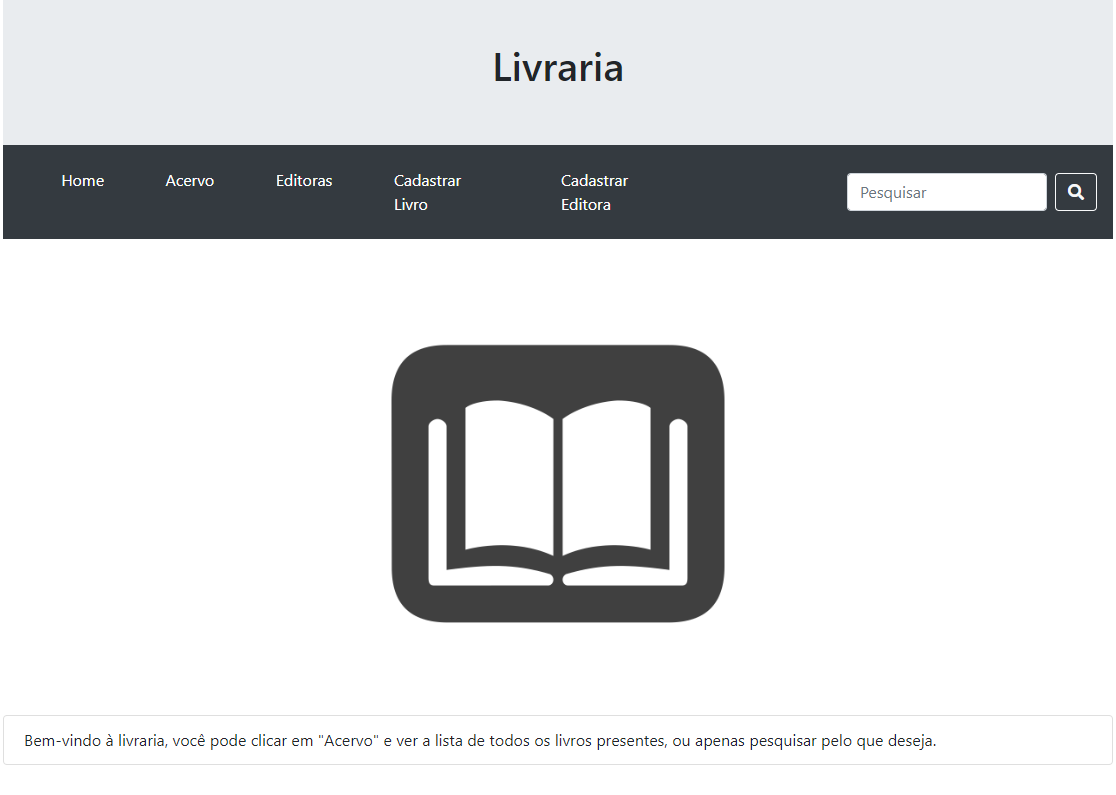 Livraria
Home
Acervo
Editoras
Cadastrar
Livro
Cadastrar
Editora
Pesquisar
Bem-vindo à livraria, você pode clicar em "Acervo" e ver a lista de todos os livros presentes, ou apenas pesquisar pelo que deseja.